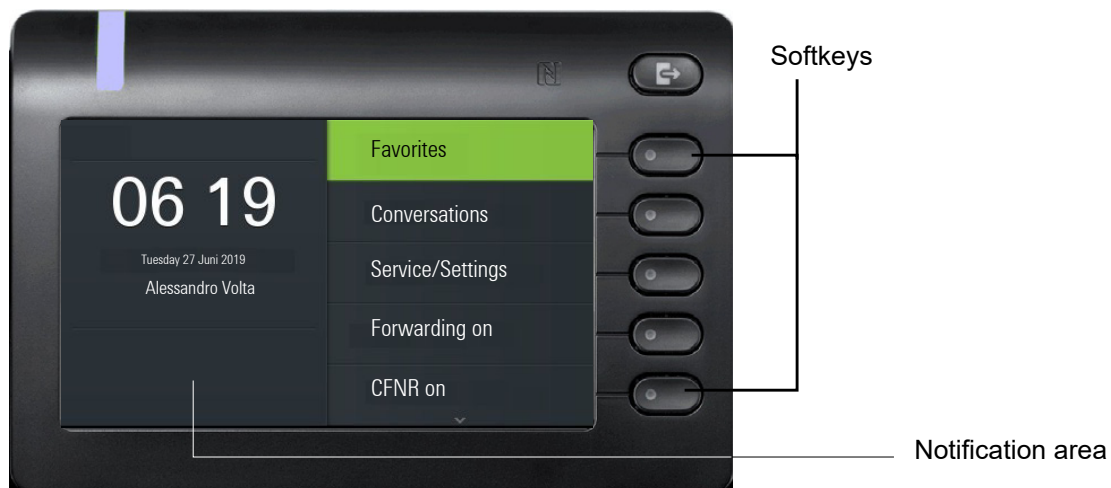 Softkeys
Favorites
06 19
Conversations
Tuesday 27 Juni 2019
Service/Settings
Alessandro Volta
Forwarding on
CFNR on
Notification area